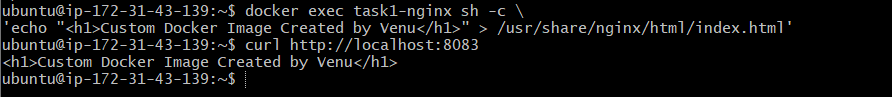 ubuntu@ip-172-31-43-139:~$ docker exec task1-nginx sh -c \
'echo "<h1>Custom Docker Image Created by Venu</h1>" > /usr/share/nginx/html/index.html'
ubuntu@ip-172-31-43-139:~$ curl http://localhost:8083
<h1>Custom Docker Image Created by Venu</h1>
ubuntu@ip-172-31-43-139:~$